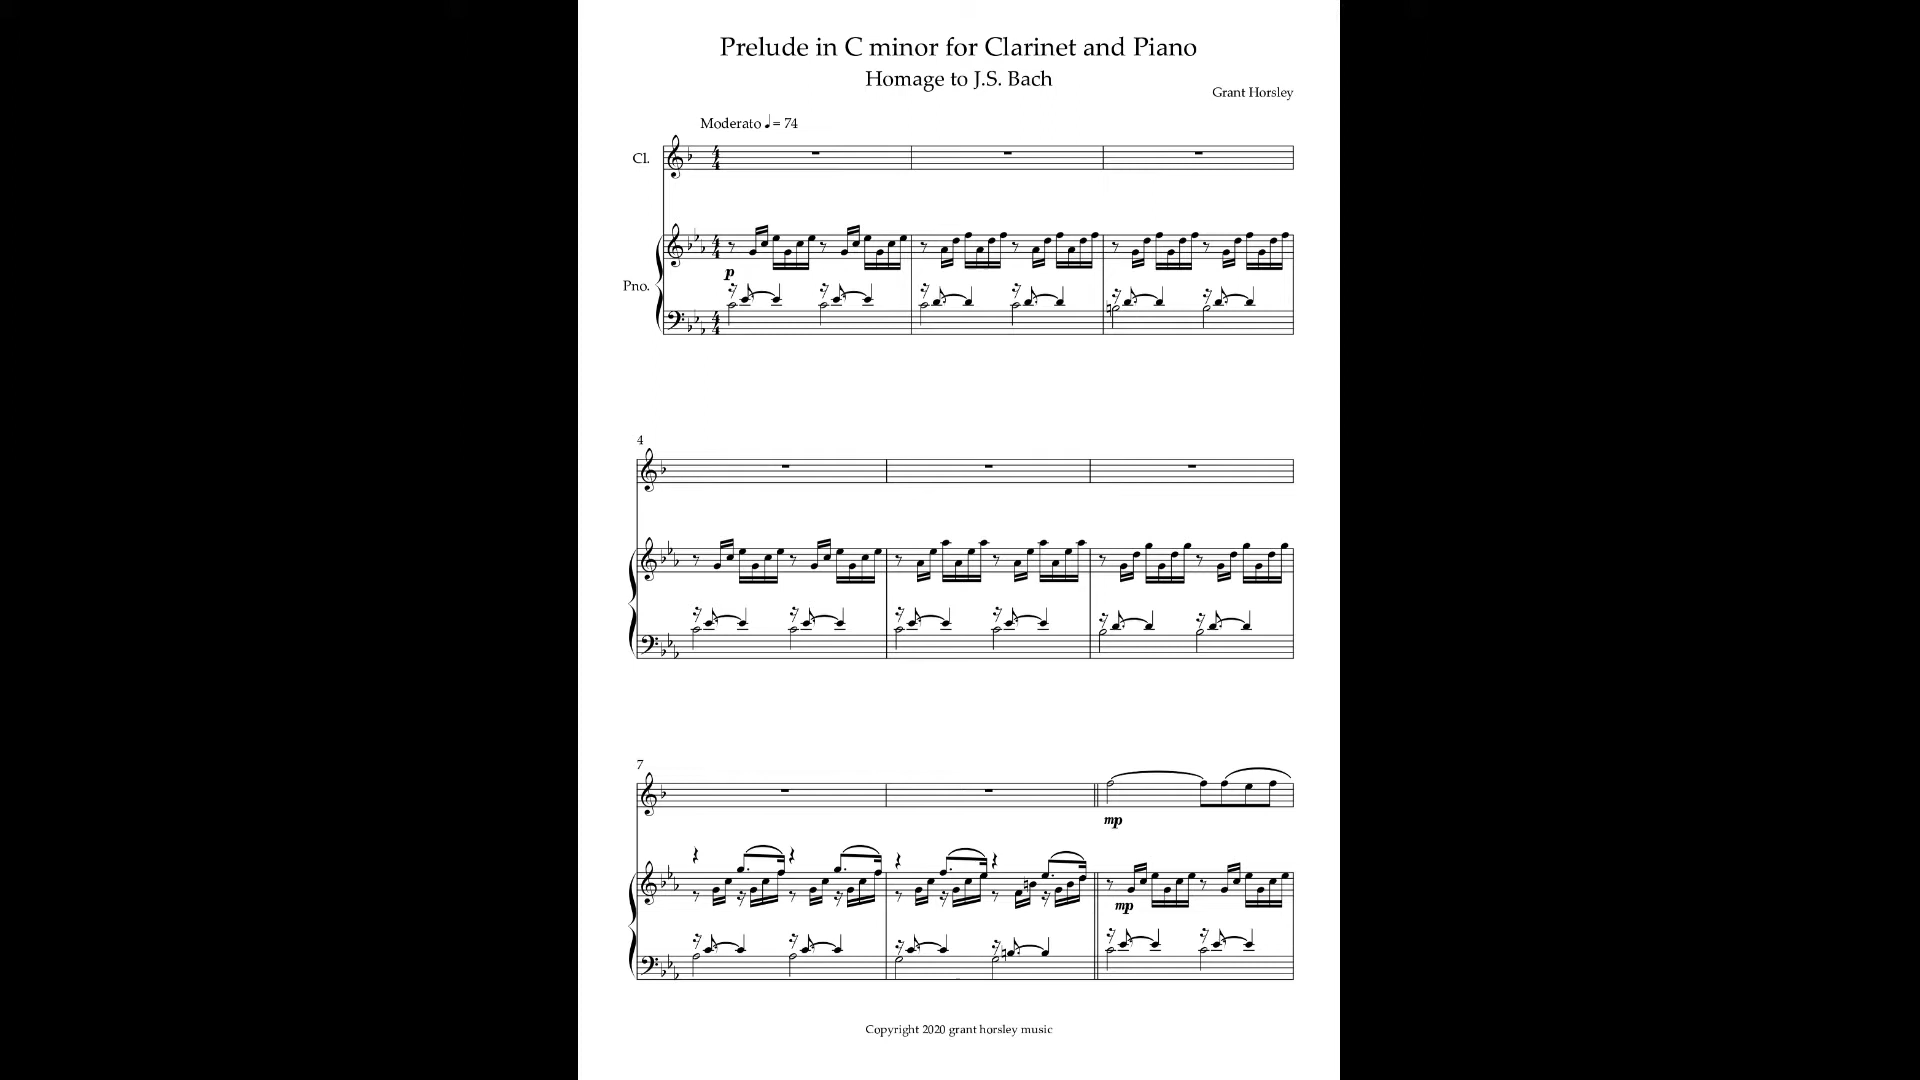 Prelude in C minor for Clarinet and Piano
Homage to J.S. Bach
Grant Horsley
Moderato ♩= 74
Cl.
p
Pno.
4
7
mp
mp
Copyright 2020 grant horsley music